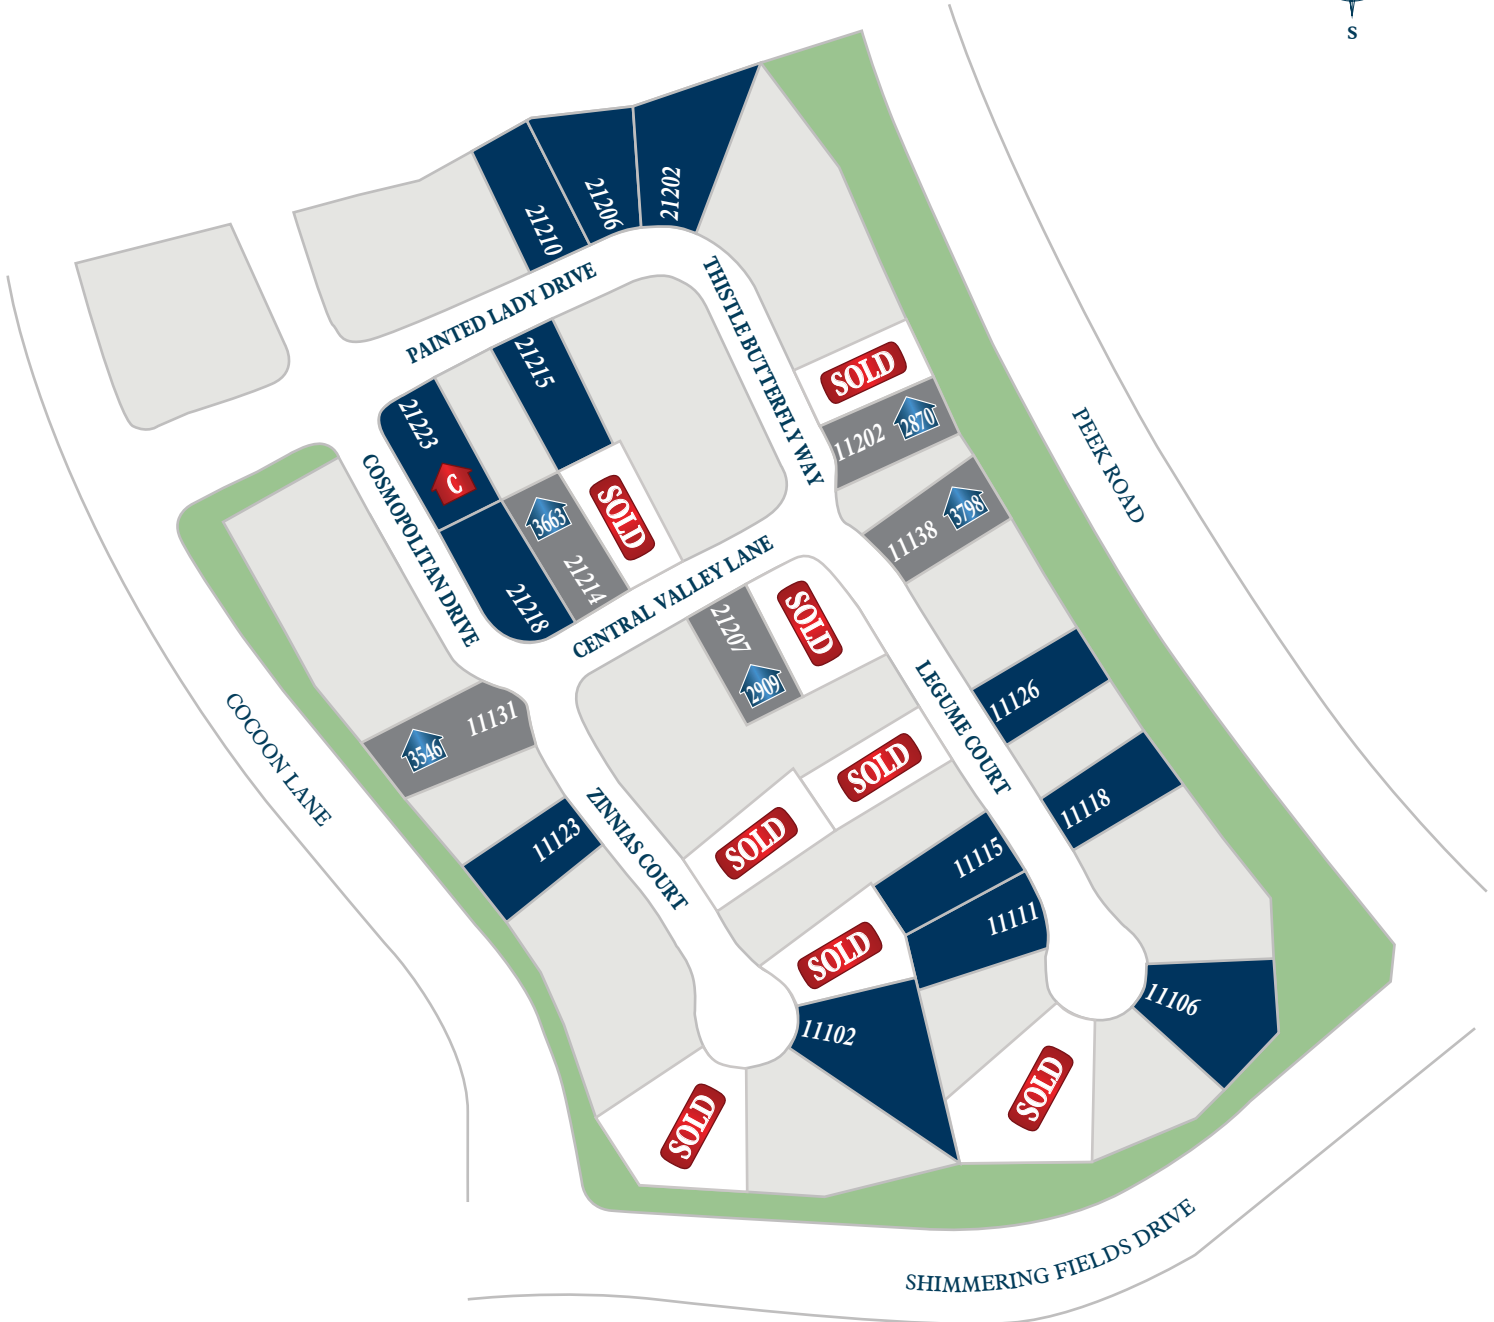 S
21210
21206
21202
PAINTED LADY DRIVE
THISTLE BUTTERFLY WAY
21215
SOLD
11202
2870
PEEK ROAD
21223
C
COSMOPOLITAN DRIVE
3663
21214
SOLD
21218
11138
3798
CENTRAL VALLEY LANE
21207
2909
SOLD
LEGUME COURT
11126
11131
3546
COCOON LANE
SOLD
11118
11123
ZINNIAS COURT
SOLD
11115
11111
SOLD
11102
11106
SOLD
SOLD
SHIMMERING FIELDS DRIVE